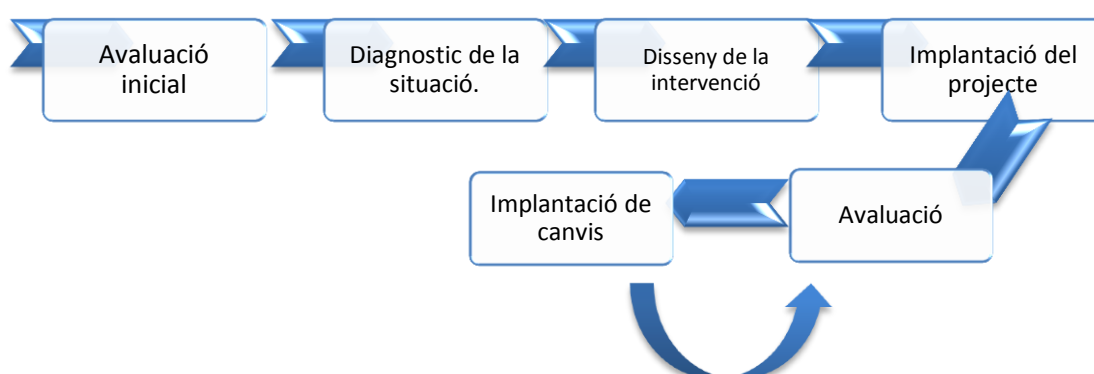 Avaluació
inicial
Diagnostic de la
situació.
Disseny de la
intervenció
Implantació del
projecte
Implantació de
canvis
Avaluació